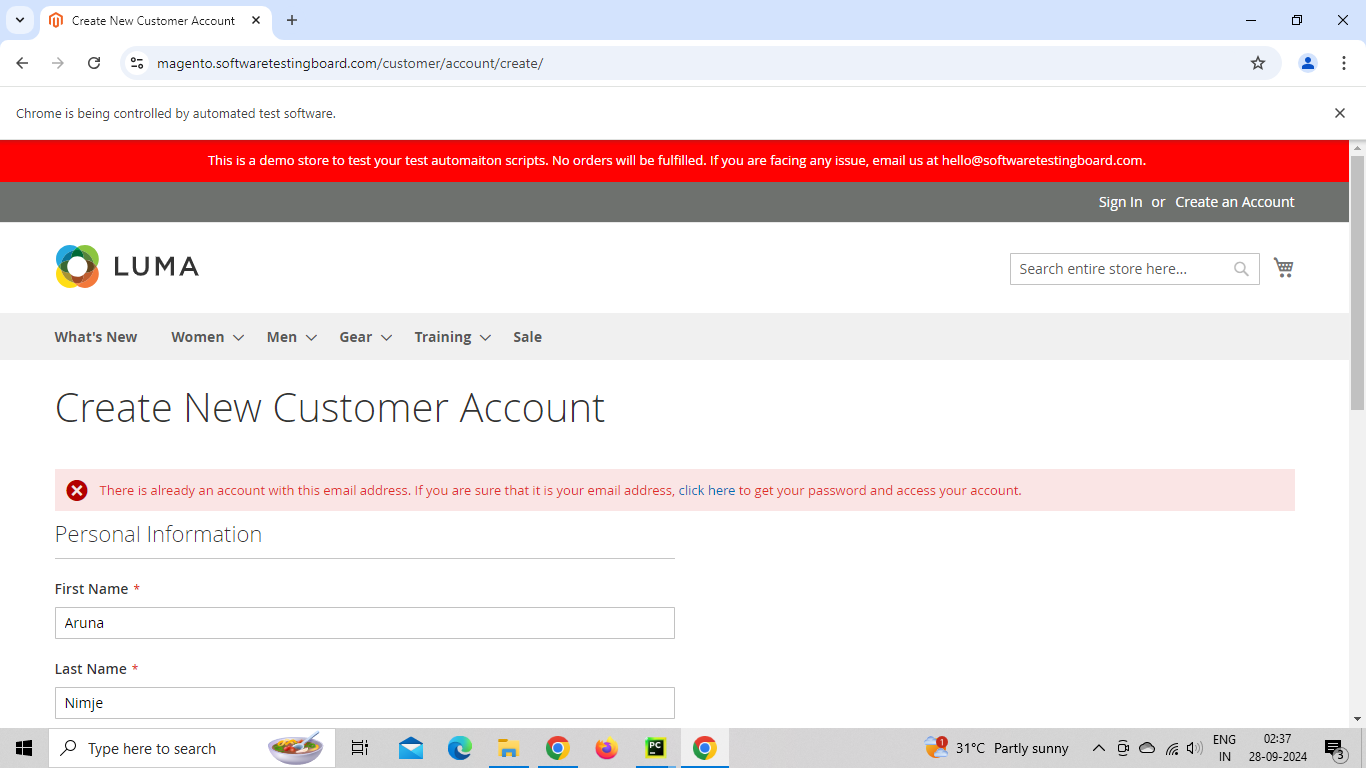 Create New Customer Account
magento.softwaretestingboard.com/customer/account/create/
Chrome is being controlled by automated test software.
This is a demo store to test your test automaiton scripts. No orders will be fulfilled. If you are facing any issue, email us at hello@softwaretestingboard.com.
Sign In or Create an Account
LUMA
Search entire store here...
What's New Women Men Gear Training Sale
Create New Customer Account
There is already an account with this email address. If you are sure that it is your email address, click here to get your password and access your account.
Personal Information
First Name *
Aruna
Last Name *
Nimje
Type here to search
PC
1
31°C Partly sunny
ENG
IN
02:37
28-09-2024
3